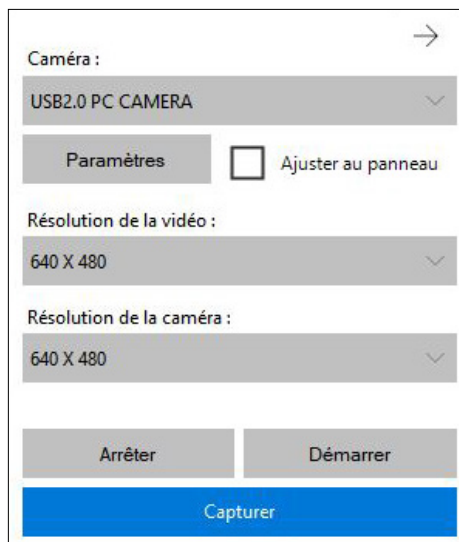 Caméra :
USB2.0 PC CAMERA
Paramètres
Ajuster au panneau
Résolution de la vidéo :
640 X 480
Résolution de la caméra :
640 X 480
Arrêter
Démarrer
Capturer